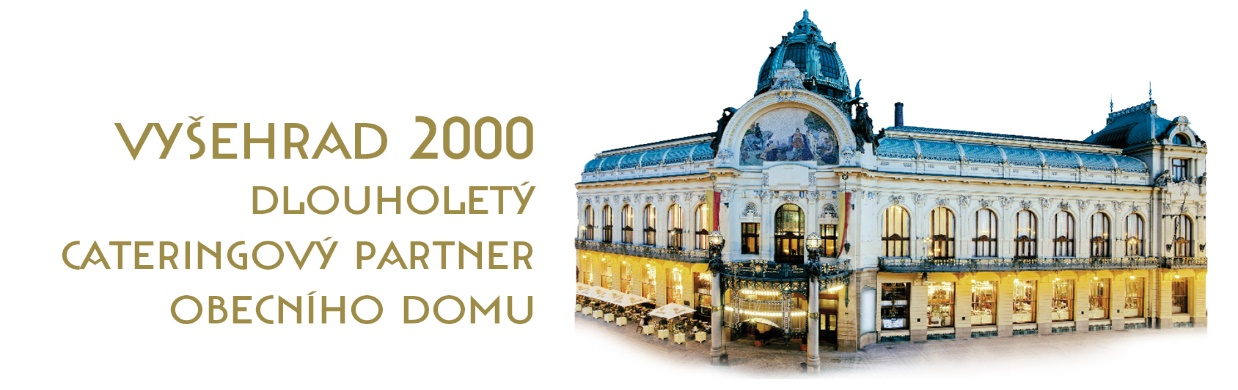 VYŠEHRAD 2000
DLOUHOLETÝ
CATERINGOVÝ PARTNER
OBECNÍHO DOMU